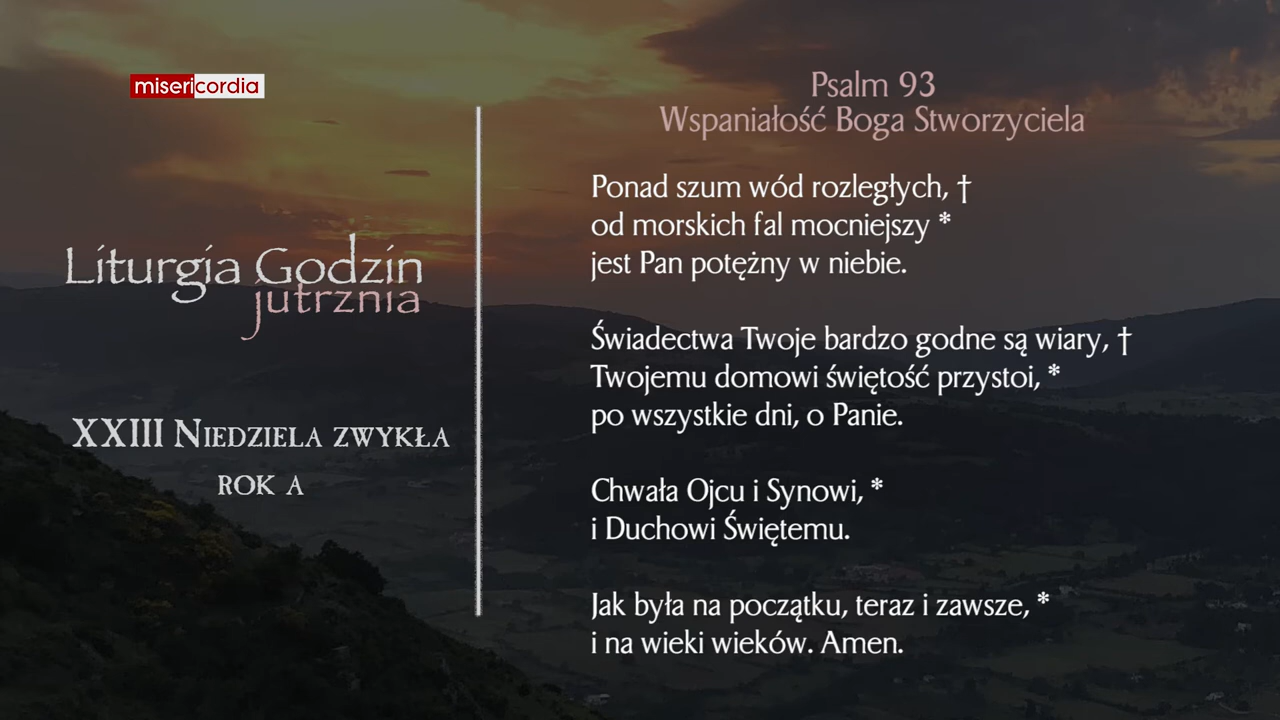 misericordia
Liturgia Godzin
jutrznia
XXIII Niedziela zwykła
rok A
Psalm 93
Wspaniałość Boga Stworzyciela
Ponad szum wód rozległych, †
od morskich fal mocniejszy *
jest Pan potężny w niebie.
Świadectwa Twoje bardzo godne są wiary, †
Twojemu domowi świętość przystoi, *
po wszystkie dni, o Panie.
Chwała Ojcu i Synowi, *
i Duchowi Świętemu.
Jak była na początku, teraz i zawsze, *
i na wieki wieków. Amen.